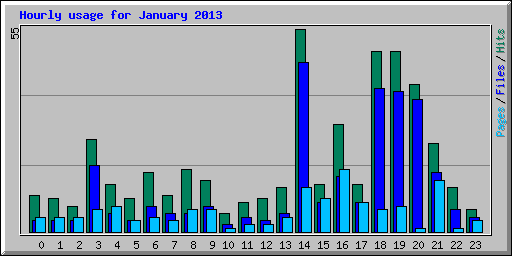 Hourly usage for January 2013
55
Pages/Files/Hits
0 1 2 3 4 5 6 7 8 9 10 11 12 13 14 15 16 17 18 19 20 21 22 23